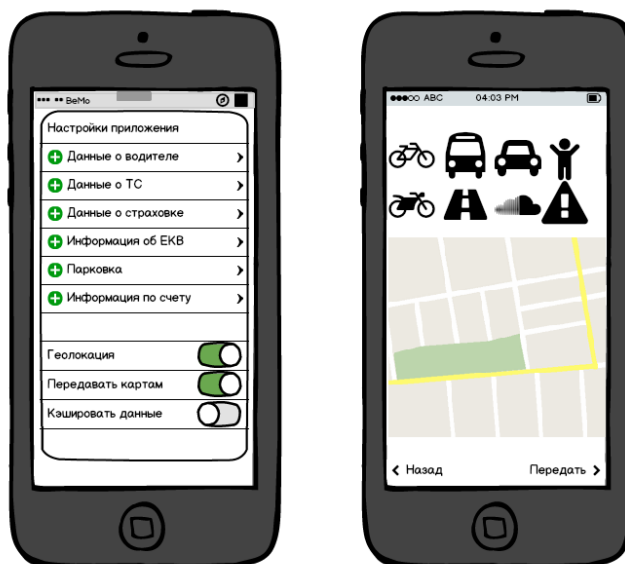 BeMo
Настройки приложения
Данные о водителе
Данные о ТС
Данные о страховке
Информация об ЕКВ
Парковка
Информация по счету
Геолокация
Передавать картам
Кэшировать данные
ABC 04:03 PM
Назад Передать